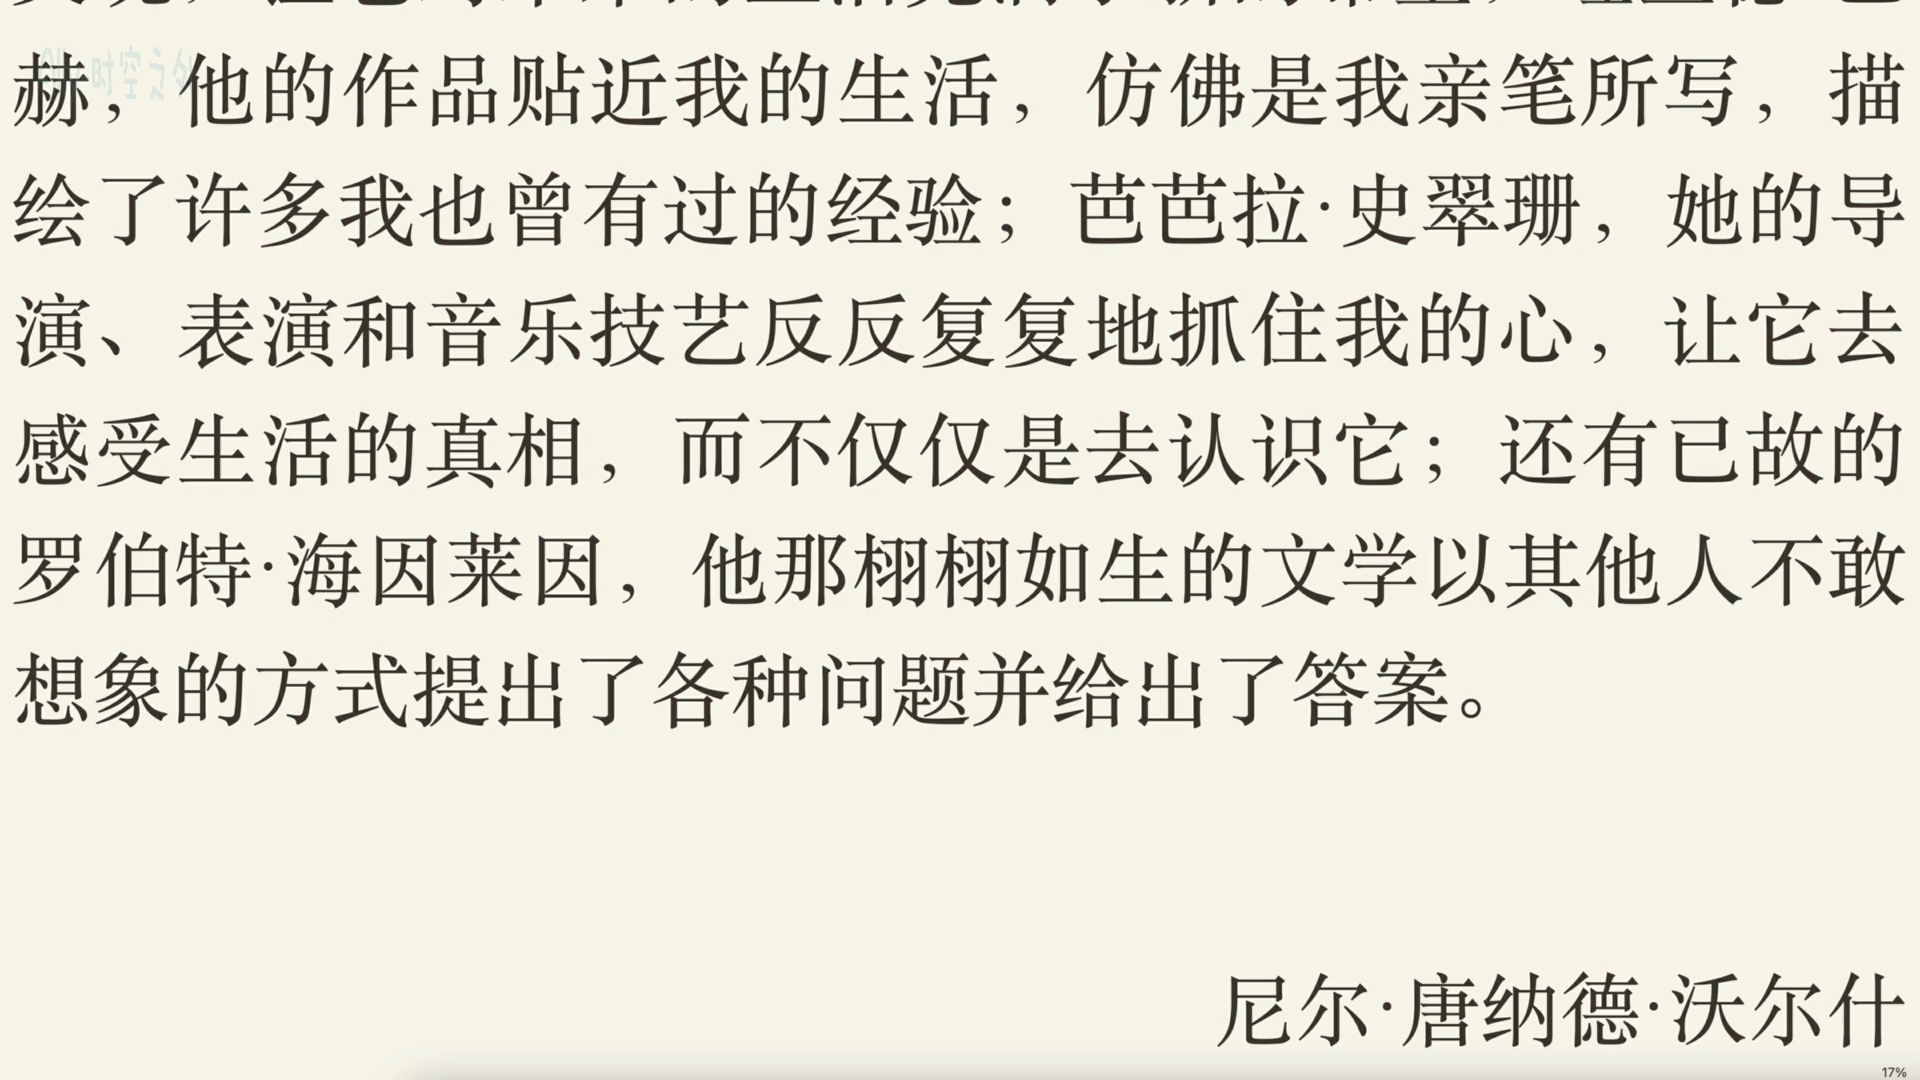 赫，他的作品贴近我的生活，仿佛是我亲笔所写，描
绘了许多我也曾有过的经验；芭芭拉·史翠珊，她的导
演、表演和音乐技艺反反复复地抓住我的心，让它去
感受生活的真相，而不仅仅是去认识它；还有已故的
罗伯特·海因莱因，他那栩栩如生的文学以其他人不敢
想象的方式提出了各种问题并给出了答案。
尼尔·唐纳德·沃尔什
17%